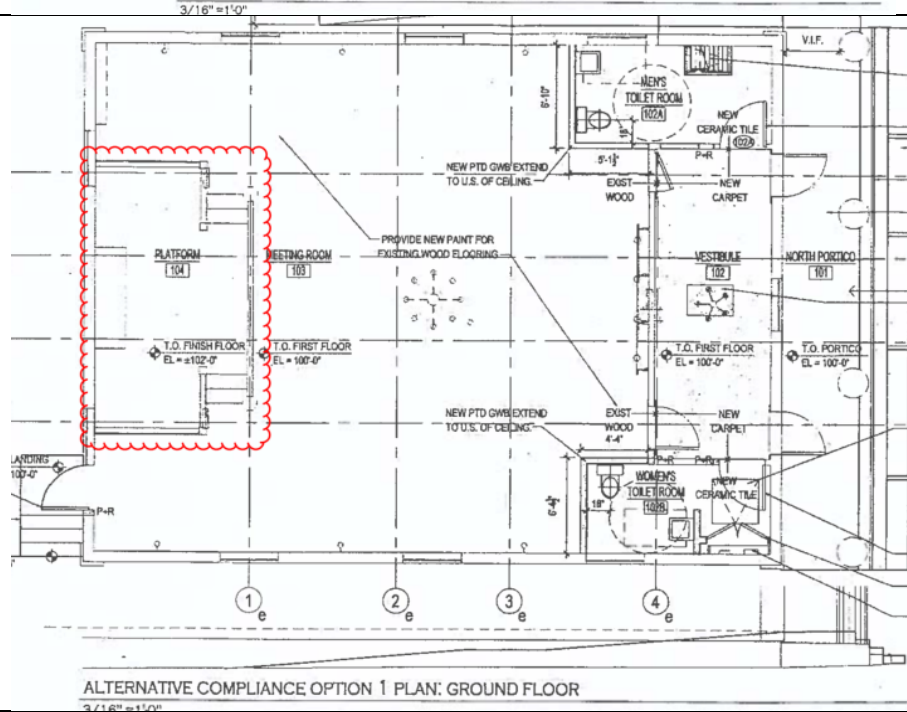 3/16" =1'0"
V.I.F.
MEN'S
TOILET ROOM
102A
6'-10"
18"
NEW
CERAMIC TILE
102A
P+R
5'-1½"
NEW PTD GWB EXTEND
TO U.S. OF CEILING.
EXIST
WOOD
NEW
CARPET
PROVIDE NEW PAINT FOR
EXISTING WOOD FLOORING
PLATFORM
104
MEETING ROOM
103
VESTIBULE
102
NORTH PORTICO
101
T.O. FINISH FLOOR
EL = ±102'-0"
T.O. FIRST FLOOR
EL = 100'-0"
T.O. FIRST FLOOR
EL = 100'-0"
T.O. PORTICO
EL = 100'-0"
NEW PTD GWB EXTEND
TO U.S. OF CEILING.
EXIST
WOOD
4'-4"
NEW
CARPET
LANDING
100'-0"
P+R
P+R
P+R
WOMEN'S
TOILET ROOM
102B
18"
NEW
CERAMIC TILE
1
e
2
e
3
e
4
e
ALTERNATIVE COMPLIANCE OPTION 1 PLAN: GROUND FLOOR
3/16" =1'0"